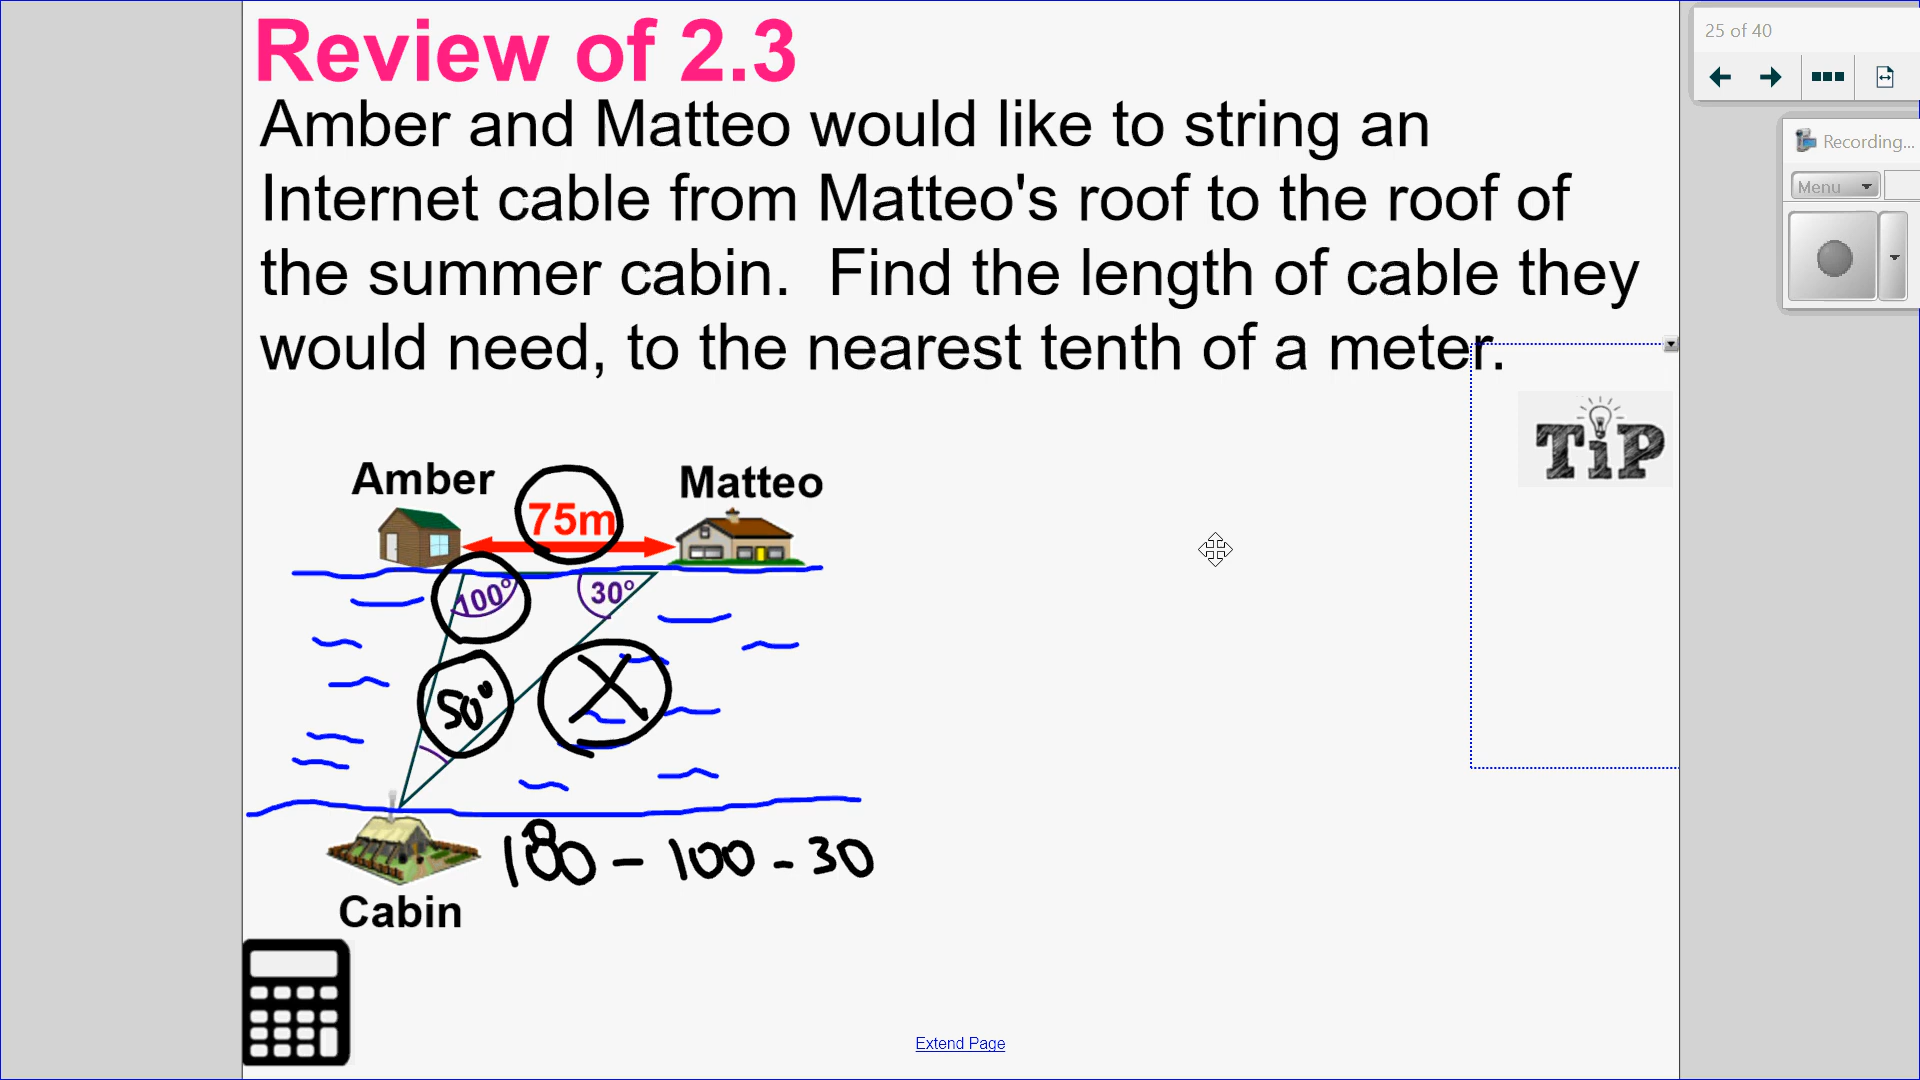 Review of 2.3
25 of 40
Amber and Matteo would like to string an
Internet cable from Matteo's roof to the roof of
the summer cabin. Find the length of cable they
would need, to the nearest tenth of a meter.
Recording...
Menu
TiP
Amber
75m
Matteo
100°
30°
50°
X
180 - 100 - 30
Cabin
Extend Page